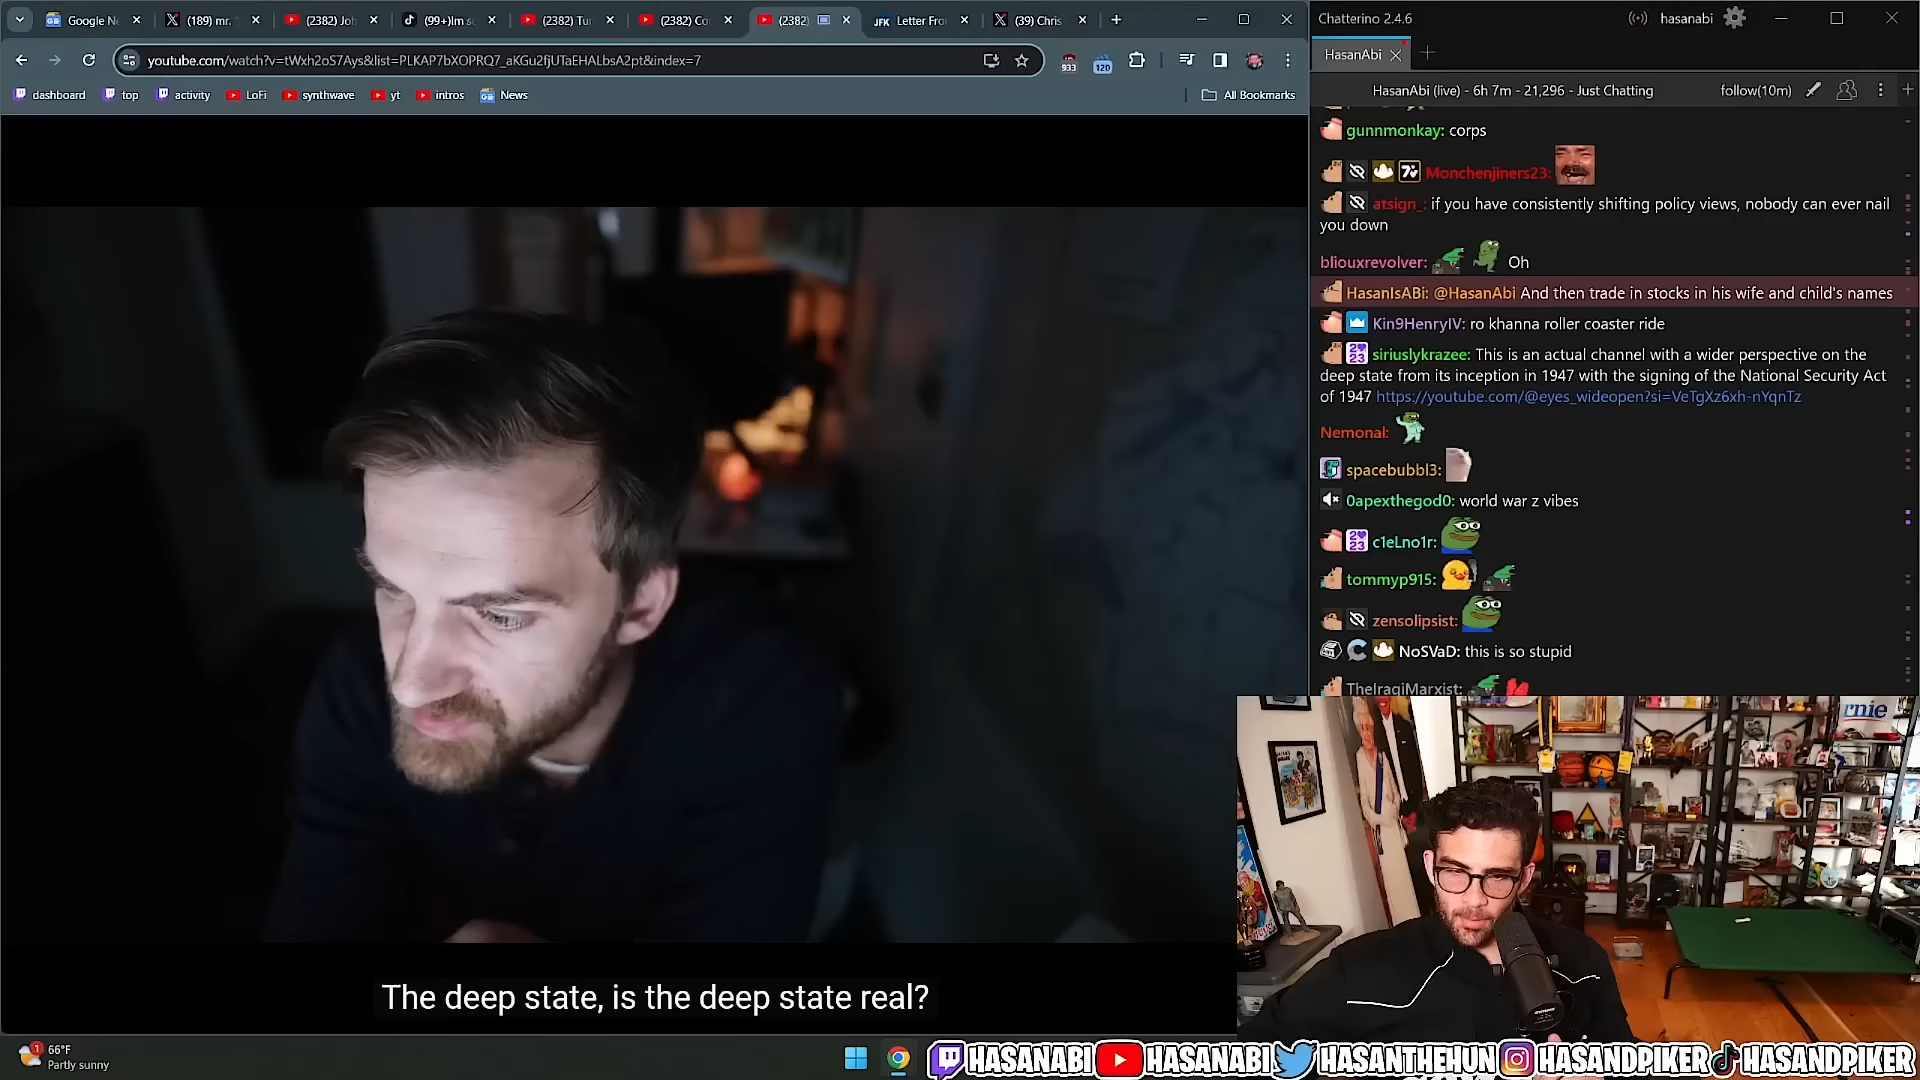 Google Ne
(189) mr. "
(2382) Joh
(99+)Im so
(2382) Tur
(2382) Co
(2382)
JFK Letter Fro
(39) Chris
youtube.com/watch?v=tWxh2oS7Ays&list=PLKAP7bXOPRQ7_aKGu2fjUTaEHALbsA2pt&index=7
933
120
dashboard
top
activity
LoFi
synthwave
yt
intros
News
All Bookmarks
The deep state, is the deep state real?
Chatterino 2.4.6
hasanabi
HasanAbi
HasanAbi (live) - 6h 7m - 21,296 - Just Chatting
follow(10m)
gunnmonkay: corps
Monchenjiners23:
atsign_: if you have consistently shifting policy views, nobody can ever nail
you down
bliouxrevolver: Oh
HasanIsABi: @HasanAbi And then trade in stocks in his wife and child's names
Kin9HenryIV: ro khanna roller coaster ride
siriuslykrazee: This is an actual channel with a wider perspective on the
deep state from its inception in 1947 with the signing of the National Security Act
of 1947 https://youtube.com/@eyes_wideopen?si=VeTgXz6xh-nYqnTz
Nemonal:
spacebubbl3:
0apexthegod0: world war z vibes
c1eLno1r:
tommyp915:
zensolipsist:
NoSVaD: this is so stupid
TheIraqiMarxist:
rnie
1
66°F
Partly sunny
HASANABI
HASANABI
HASANTHEHUN
HASANDPIKER
HASANDPIKER